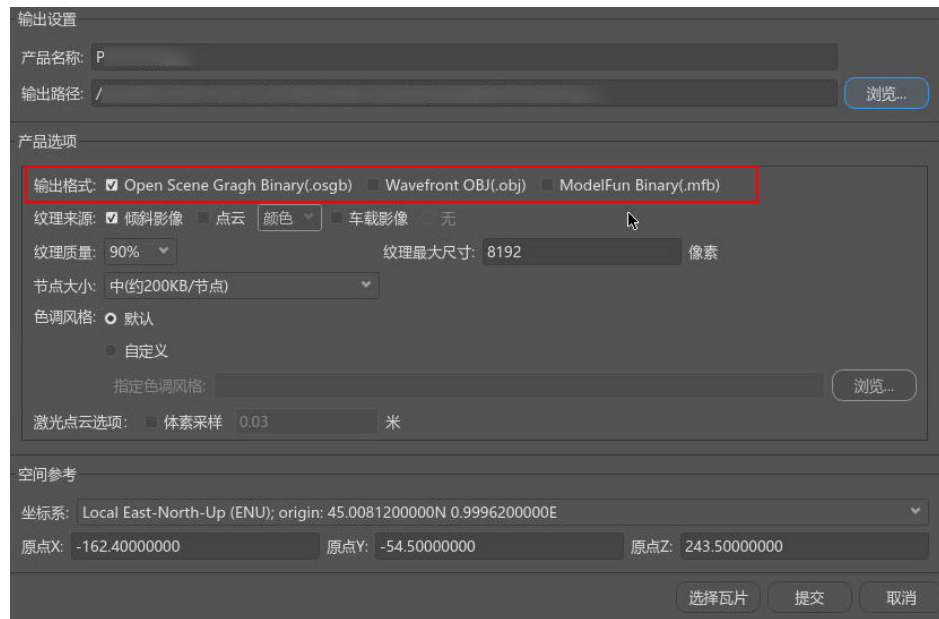 输出设置
产品名称: P
输出路径: / 浏览...
产品选项
输出格式: Open Scene Gragh Binary(.osgb) Wavefront OBJ(.obj) ModelFun Binary(.mfb)
纹理来源: 倾斜影像 点云 颜色 车载影像 无
纹理质量: 90% 纹理最大尺寸: 8192 像素
节点大小: 中(约200KB/节点)
色调风格: 默认
自定义
指定色调风格: 浏览...
激光点云选项: 体素采样 0.03 米
空间参考
坐标系: Local East-North-Up (ENU); origin: 45.0081200000N 0.9996200000E
原点X: -162.40000000 原点Y: -54.50000000 原点Z: 243.50000000
选择瓦片 提交 取消